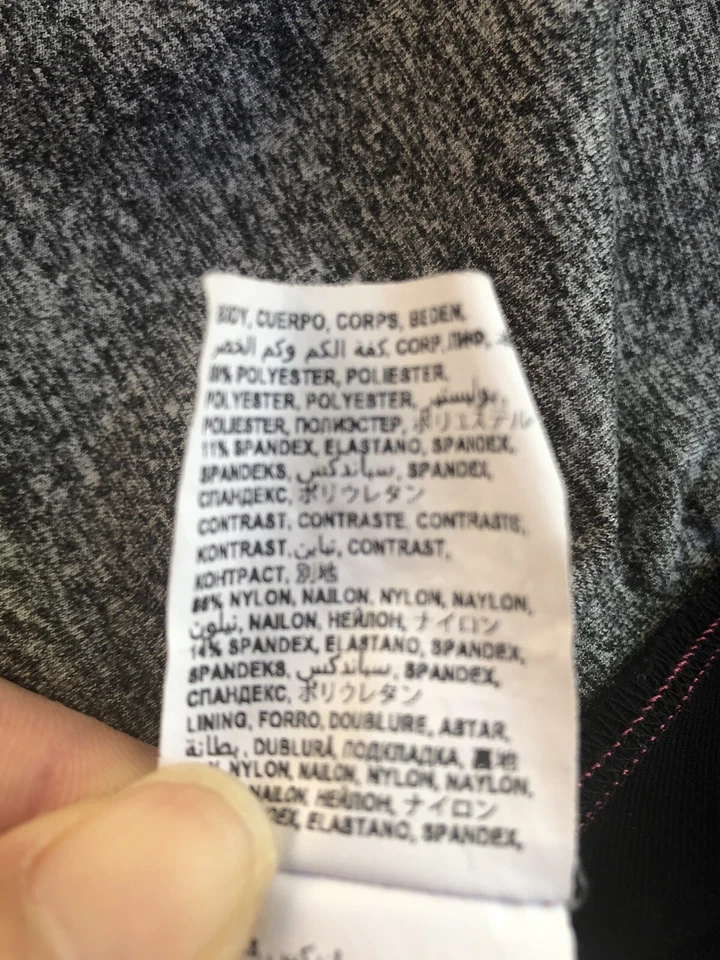 BODY, CUERPO, CORPS, BEDEN,
كفة الكم وكم الخصر, CORP,
POLYESTER, POLIESTER,
POLYESTER, POLYESTER, بوليستير,
POLIESTER, ПОЛИЭСТЕР, ポリエステル
11% SPANDEX, ELASTANO, SPANDEX,
SPANDEKS, سباندكس, SPANDEX,
СПАНДЕКС, ポリウレタン
CONTRAST, CONTRASTE, CONTRASTE,
KONTRAST, تباين, CONTRAST,
КОНТРАСТ, 別地
86% NYLON, NAILON, NYLON, NAYLON,
نيلون, NAILON, НЕЙЛОН, ナイロン
14% SPANDEX, ELASTANO, SPANDEX,
SPANDEKS, سباندكس, SPANDEX,
СПАНДЕКС, ポリウレタン
LINING, FORRO, DOUBLURE, ASTAR,
بطانة, DUBLURĂ, ПОДКЛАДКА, 裏地
NYLON, NAILON, NYLON, NAYLON,
NAILON, НЕЙЛОН, ナイロン
ELASTANO, SPANDEX,